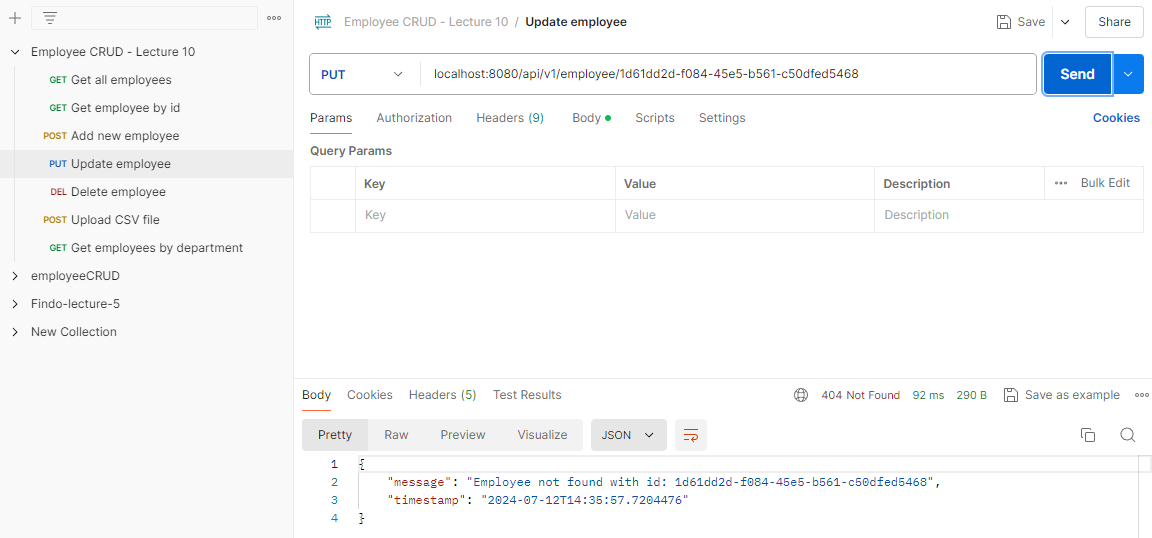 Employee CRUD - Lecture 10
GET Get all employees
GET Get employee by id
POST Add new employee
PUT Update employee
DEL Delete employee
POST Upload CSV file
GET Get employees by department
employeeCRUD
Findo-lecture-5
New Collection
HTTP Employee CRUD - Lecture 10 / Update employee
Save
Share
PUT localhost:8080/api/v1/employee/1d61dd2d-f084-45e5-b561-c50dfed5468
Send
Params Authorization Headers (9) Body Scripts Settings
Cookies
Query Params
Key Value Description ••• Bulk Edit
Key Value Description
Body Cookies Headers (5) Test Results
404 Not Found 92 ms 290 B Save as example
Pretty Raw Preview Visualize JSON
1 {
2 "message": "Employee not found with id: 1d61dd2d-f084-45e5-b561-c50dfed5468",
3 "timestamp": "2024-07-12T14:35:57.7204476"
4 }